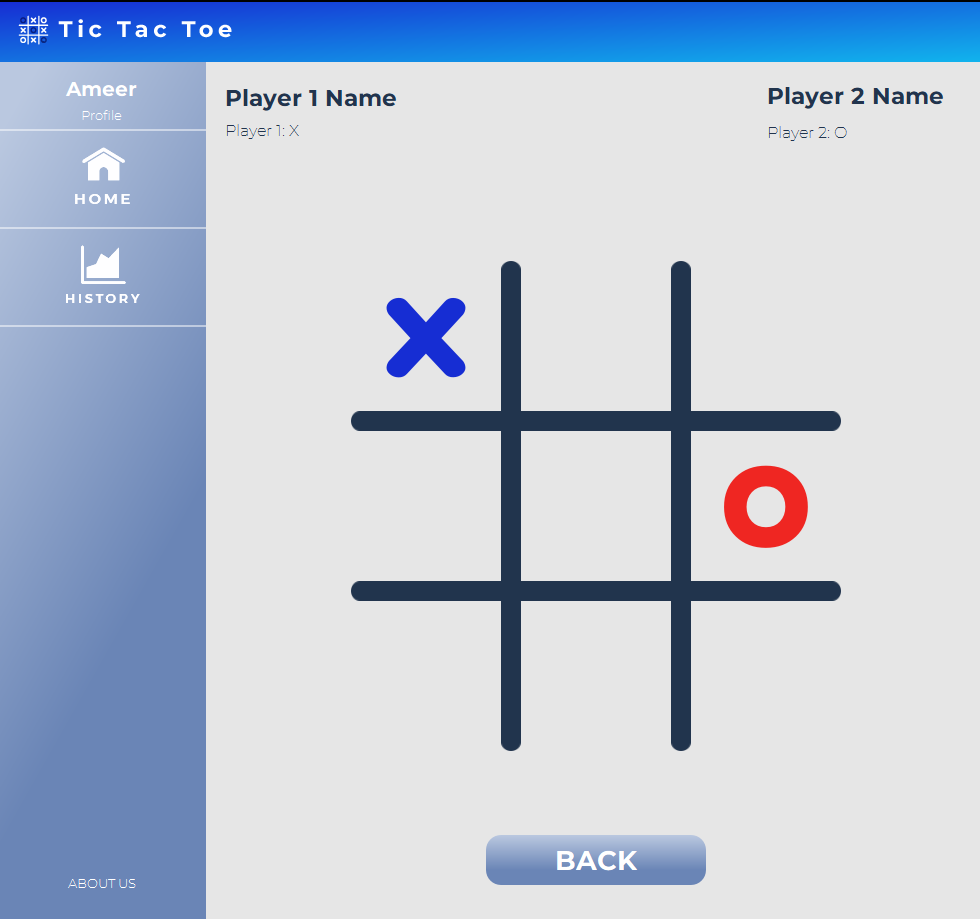 Tic Tac Toe
Ameer
Profile
HOME
HISTORY
ABOUT US
Player 1 Name
Player 1: X
Player 2 Name
Player 2: O
X
O
BACK